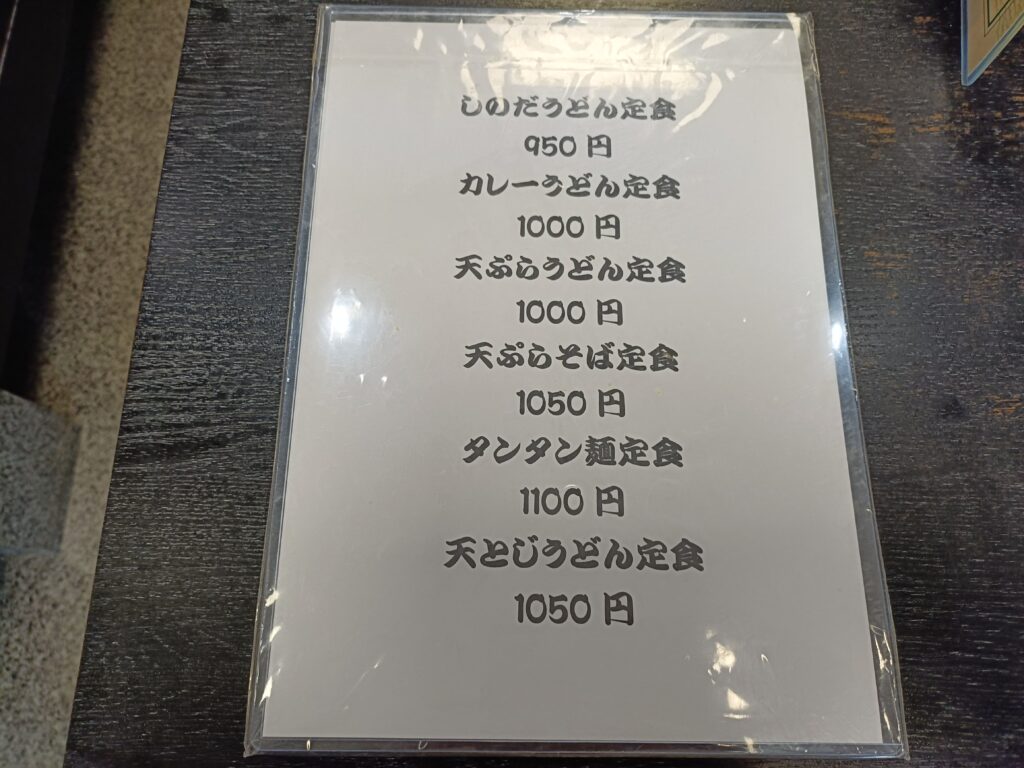 しのだうどん定食
950円
カレーうどん定食
1000円
天ぷらうどん定食
1000円
天ぷらそば定食
1050円
タンタン麺定食
1100円
天とじうどん定食
1050円